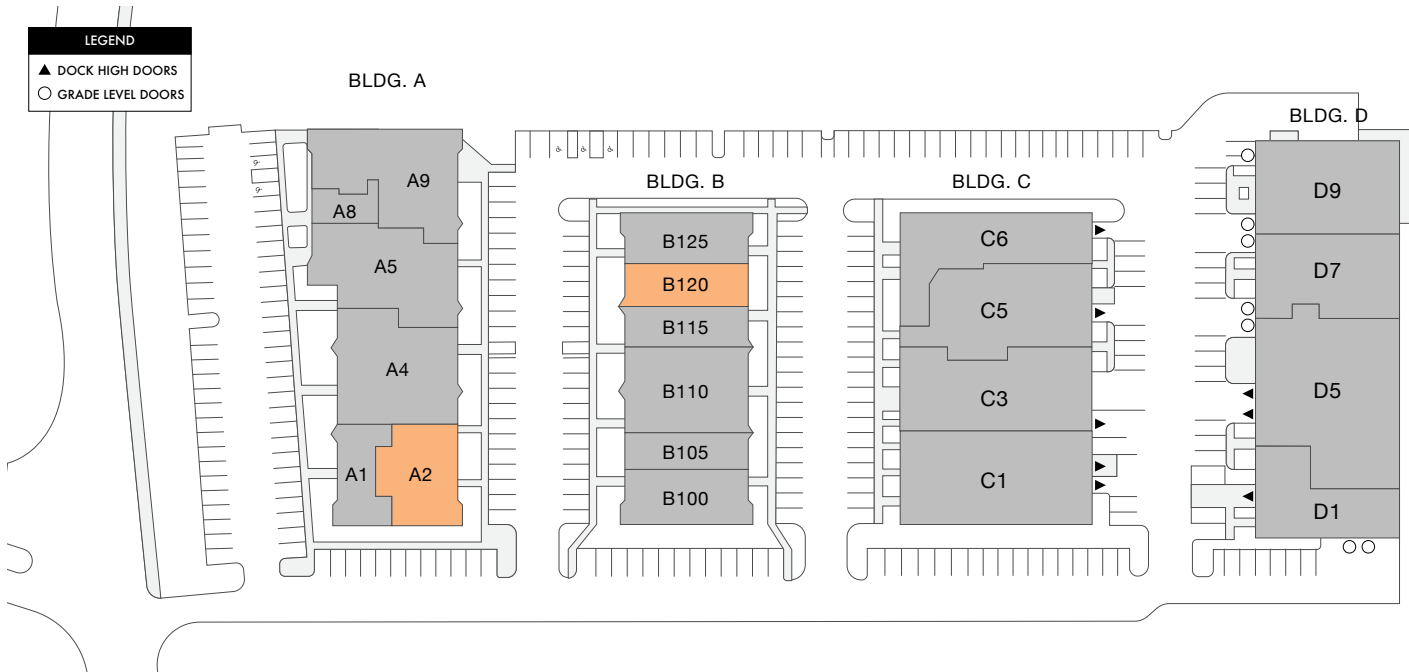 LEGEND
DOCK HIGH DOORS
GRADE LEVEL DOORS
BLDG. A
A9
A8
A5
A4
A1
A2
BLDG. B
B125
B120
B115
B110
B105
B100
BLDG. C
C6
C5
C3
C1
BLDG. D
D9
D7
D5
D1